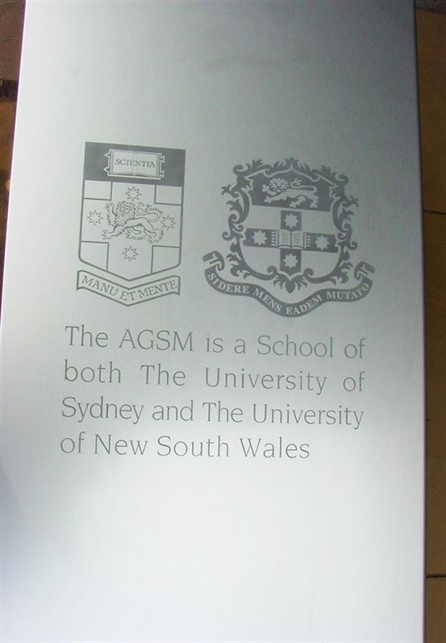 SCIENTIA
MANU ET MENTE
SIDERE MENS EADEM MUTATO
The AGSM is a School of
both The University of
Sydney and The University
of New South Wales